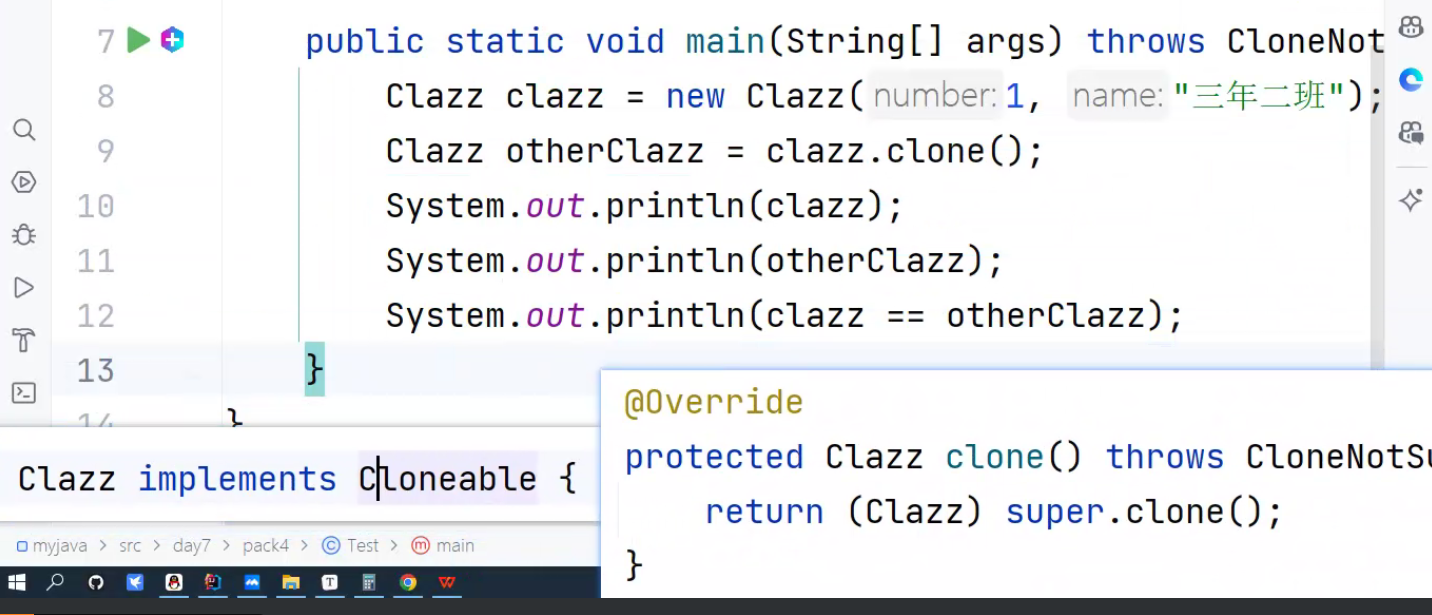 7 public static void main(String[] args) throws CloneNot
8 Clazz clazz = new Clazz( number: 1, name: "三年二班");
9 Clazz otherClazz = clazz.clone();
10 System.out.println(clazz);
11 System.out.println(otherClazz);
12 System.out.println(clazz == otherClazz);
13 }
14 }
Clazz implements Cloneable {
@Override
protected Clazz clone() throws CloneNotSu
return (Clazz) super.clone();
}
myjava > src > day7 > pack4 > Test > main